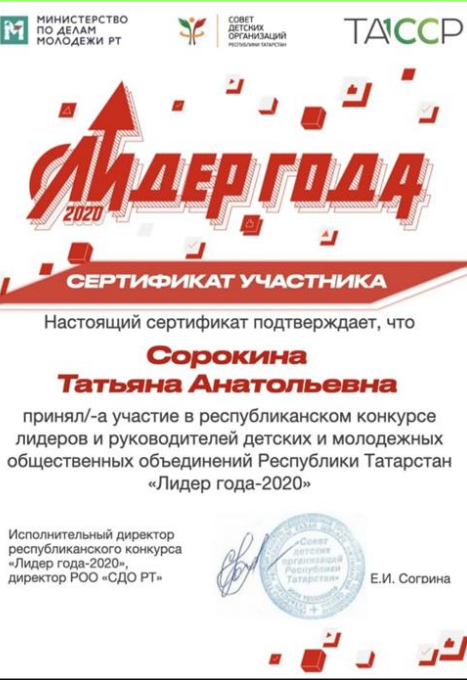 МИНИСТЕРСТВО
ПО ДЕЛАМ
МОЛОДЕЖИ РТ
СОВЕТ
ДЕТСКИХ
ОРГАНИЗАЦИЙ
РЕСПУБЛИКИ ТАТАРСТАН
ТАССР
ЛИДЕР ГОДА
2020
СЕРТИФИКАТ УЧАСТНИКА
Настоящий сертификат подтверждает, что
Сорокина
Татьяна Анатольевна
принял/-а участие в республиканском конкурсе
лидеров и руководителей детских и молодежных
общественных объединений Республики Татарстан
«Лидер года-2020»
Исполнительный директор
республиканского конкурса
«Лидер года-2020»,
директор РОО «СДО РТ»
«Совет
детских
организаций
Республики
Татарстан»
Е.И. Согрина